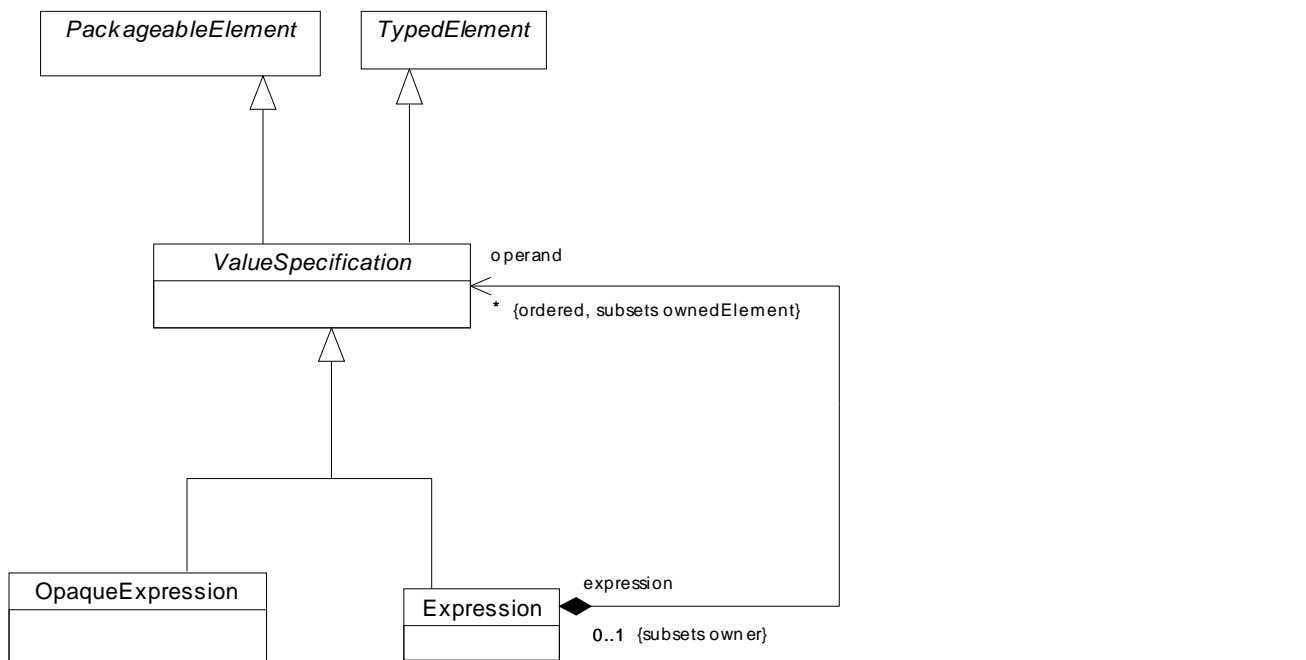 PackageableElement
TypedElement
ValueSpecification
operand
* {ordered, subsets ownedElement}
OpaqueExpression
Expression
expression
0..1 {subsets owner}